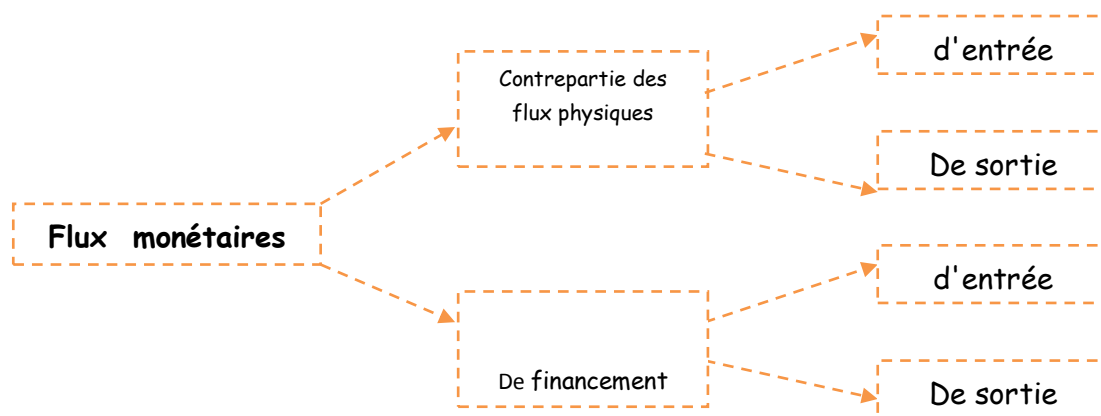 d'entrée
Contrepartie des
flux physiques
De sortie
Flux monétaires
d'entrée
De financement
De sortie